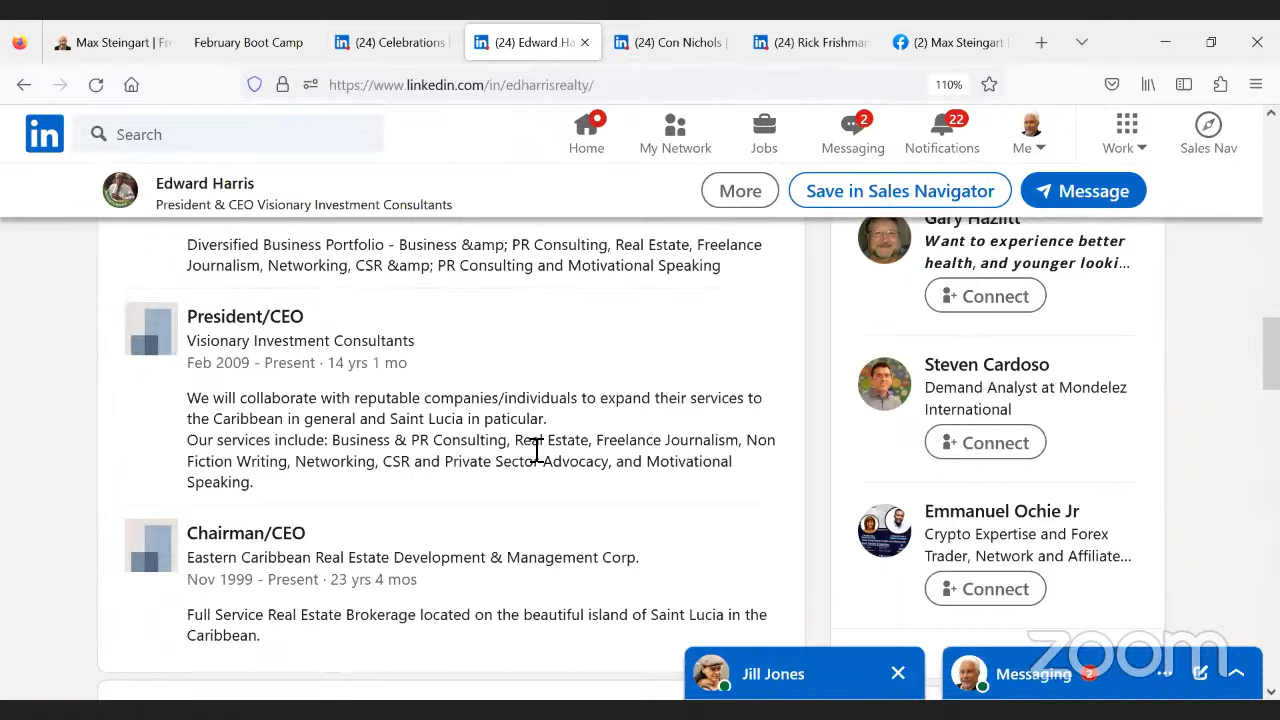 Max Steingart | Fre
February Boot Camp
(24) Celebrations |
(24) Edward Ha
(24) Con Nichols |
(24) Rick Frishma
(2) Max Steingart |
https://www.linkedin.com/in/edharrisrealty/
110%
in
Search
Home
My Network
Jobs
2
Messaging
22
Notifications
Me
Work
Sales Nav
Edward Harris
President & CEO Visionary Investment Consultants
More
Save in Sales Navigator
Message
Diversified Business Portfolio - Business &amp; PR Consulting, Real Estate, Freelance
Journalism, Networking, CSR &amp; PR Consulting and Motivational Speaking
President/CEO
Visionary Investment Consultants
Feb 2009 - Present · 14 yrs 1 mo
We will collaborate with reputable companies/individuals to expand their services to
the Caribbean in general and Saint Lucia in paticular.
Our services include: Business & PR Consulting, Real Estate, Freelance Journalism, Non
Fiction Writing, Networking, CSR and Private Sector Advocacy, and Motivational
Speaking.
Chairman/CEO
Eastern Caribbean Real Estate Development & Management Corp.
Nov 1999 - Present · 23 yrs 4 mos
Full Service Real Estate Brokerage located on the beautiful island of Saint Lucia in the
Caribbean.
Gary Hazlitt
Want to experience better
health, and younger looki...
Connect
Steven Cardoso
Demand Analyst at Mondelez
International
Connect
Emmanuel Ochie Jr
Crypto Expertise and Forex
Trader, Network and Affiliate...
Connect
zoom
Jill Jones
Messaging 2